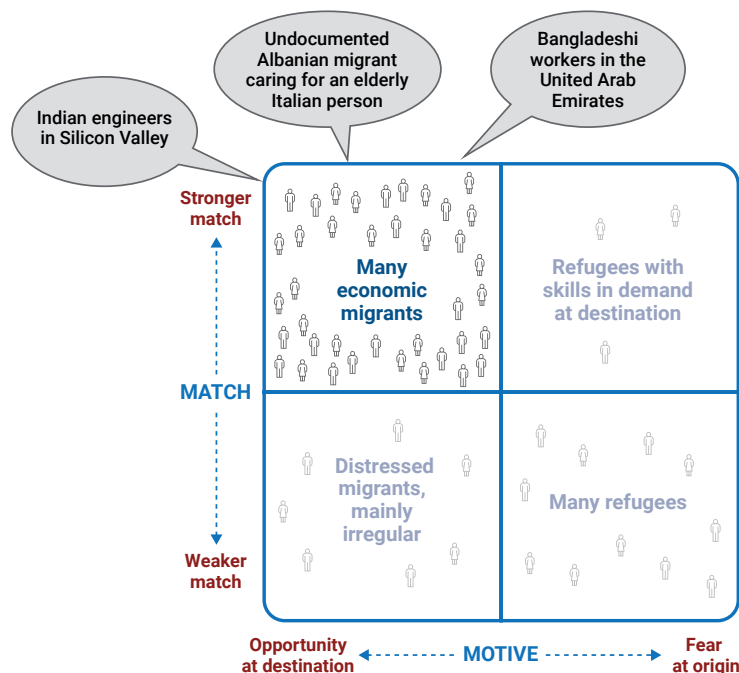 Undocumented
Albanian migrant
caring for an elderly
Italian person
Bangladeshi
workers in the
United Arab
Emirates
Indian engineers
in Silicon Valley
Stronger
match
Many
economic
migrants
Refugees with
skills in demand
at destination
MATCH
Distressed
migrants,
mainly
irregular
Many refugees
Weaker
match
Opportunity
at destination
MOTIVE
Fear
at origin